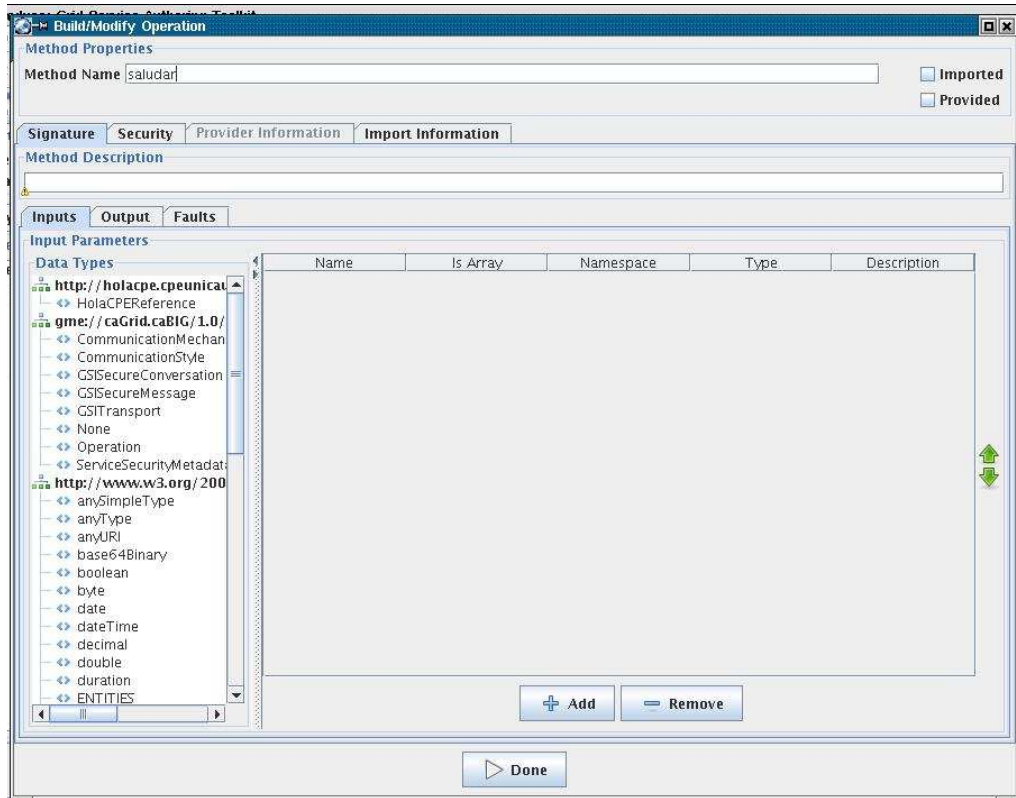 Build/Modify Operation
Method Properties
Method Name saludar
Imported
Provided
Signature Security Provider Information Import Information
Method Description
Inputs Output Faults
Input Parameters
Data Types
http://holacpe.cpeunicau
HolaCPEReference
gme://caGrid.caBIG/1.0/
CommunicationMechan
CommunicationStyle
GSISecureConversation
GSISecureMessage
GSITransport
None
Operation
ServiceSecurityMetadata
http://www.w3.org/200
anySimpleType
anyType
anyURI
base64Binary
boolean
byte
date
dateTime
decimal
double
duration
ENTITIES
Name Is Array Namespace Type Description
Add Remove
Done